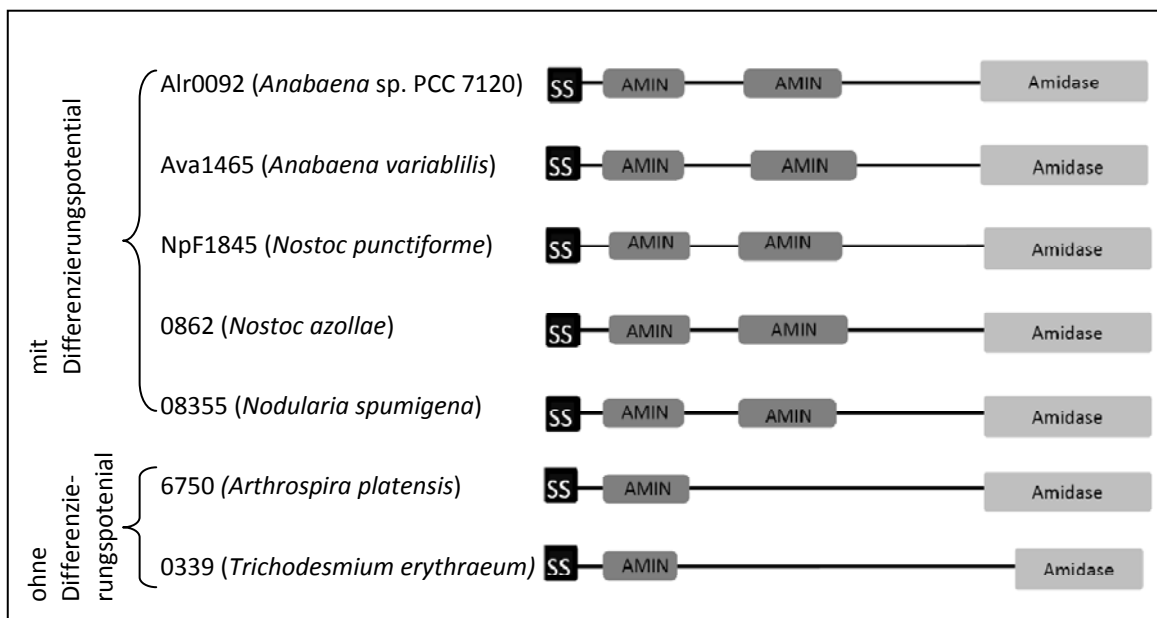 mit
Differenzierungspotential
Alr0092 (Anabaena sp. PCC 7120) SS AMIN AMIN Amidase
Ava1465 (Anabaena variablilis) SS AMIN AMIN Amidase
NpF1845 (Nostoc punctiforme) SS AMIN AMIN Amidase
0862 (Nostoc azollae) SS AMIN AMIN Amidase
08355 (Nodularia spumigena) SS AMIN AMIN Amidase
ohne
Differenzie-
rungspotenial
6750 (Arthrospira platensis) SS AMIN Amidase
0339 (Trichodesmium erythraeum) SS AMIN Amidase